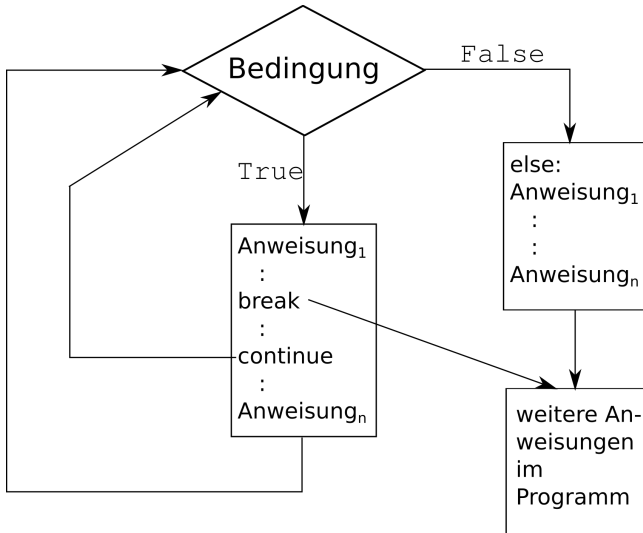 Bedingung
False
True
else:
Anweisung₁
:
:
Anweisungₙ
Anweisung₁
:
break
:
continue
:
Anweisungₙ
weitere An-
weisungen
im
Programm